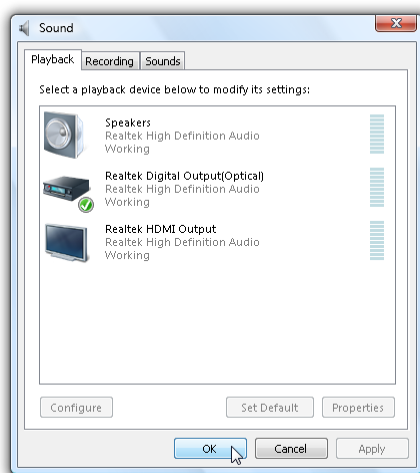 Sound
Playback Recording Sounds
Select a playback device below to modify its settings:
Speakers
Realtek High Definition Audio
Working
Realtek Digital Output(Optical)
Realtek High Definition Audio
Working
Realtek HDMI Output
Realtek High Definition Audio
Working
Configure Set Default Properties
OK Cancel Apply